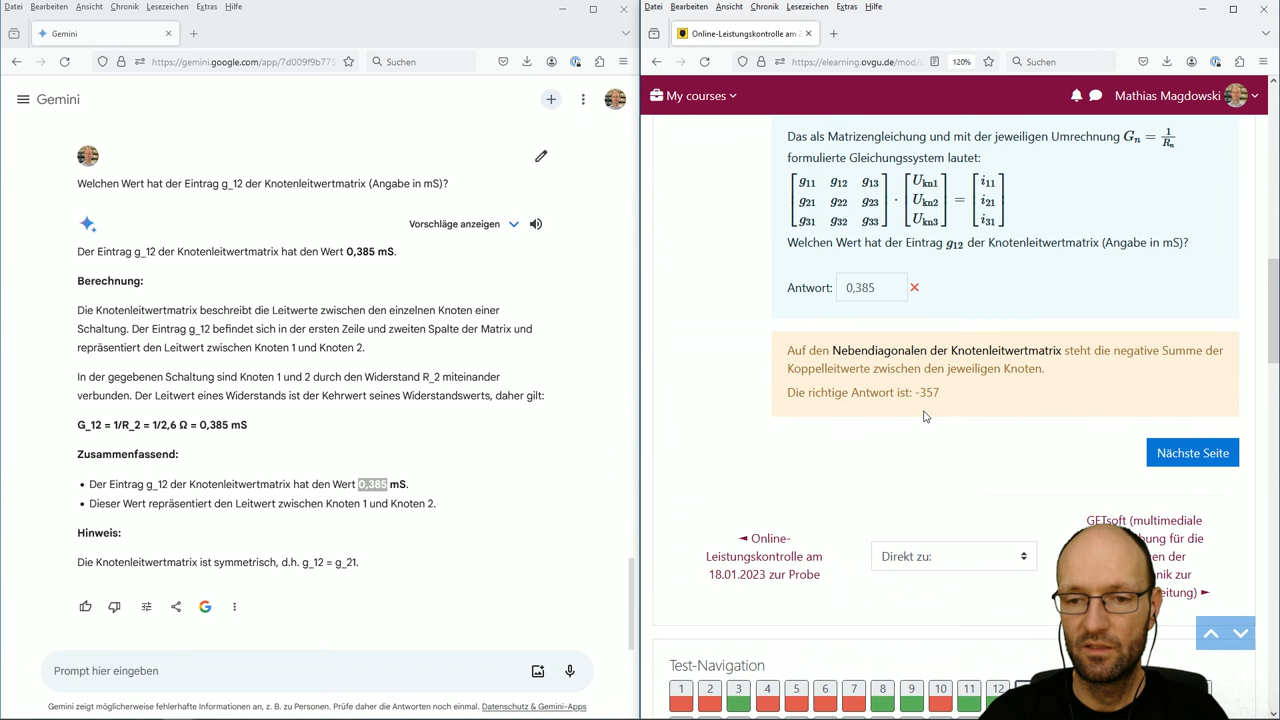 Datei Bearbeiten Ansicht Chronik Lesezeichen Extras Hilfe
Gemini
https://gemini.google.com/app/7d009f9b775
Suchen
Gemini
Welchen Wert hat der Eintrag g_12 der Knotenleitwertmatrix (Angabe in mS)?
Vorschläge anzeigen
Der Eintrag g_12 der Knotenleitwertmatrix hat den Wert 0,385 mS.
Berechnung:
Die Knotenleitwertmatrix beschreibt die Leitwerte zwischen den einzelnen Knoten einer
Schaltung. Der Eintrag g_12 befindet sich in der ersten Zeile und zweiten Spalte der Matrix und
repräsentiert den Leitwert zwischen Knoten 1 und Knoten 2.
In der gegebenen Schaltung sind Knoten 1 und 2 durch den Widerstand R_2 miteinander
verbunden. Der Leitwert eines Widerstands ist der Kehrwert seines Widerstandswerts, daher gilt:
G_12 = 1/R_2 = 1/2,6 Ω = 0,385 mS
Zusammenfassend:
• Der Eintrag g_12 der Knotenleitwertmatrix hat den Wert 0,385 mS.
• Dieser Wert repräsentiert den Leitwert zwischen Knoten 1 und Knoten 2.
Hinweis:
Die Knotenleitwertmatrix ist symmetrisch, d.h. g_12 = g_21.
Prompt hier eingeben
Gemini zeigt möglicherweise fehlerhafte Informationen an, z. B. zu Personen. Prüfe daher die Antworten noch einmal. Datenschutz & Gemini-Apps
Datei Bearbeiten Ansicht Chronik Lesezeichen Extras Hilfe
Online-Leistungskontrolle am
https://elearning.ovgu.de/mod/
120%
Suchen
My courses
Mathias Magdowski
Das als Matrizengleichung und mit der jeweiligen Umrechnung Gn = 1/Rn
formulierte Gleichungssystem lautet:
[g11 g12 g13] [Ukn1] [i11]
[g21 g22 g23] · [Ukn2] = [i21]
[g31 g32 g33] [Ukn3] [i31]
Welchen Wert hat der Eintrag g12 der Knotenleitwertmatrix (Angabe in mS)?
Antwort: 0,385
Auf den Nebendiagonalen der Knotenleitwertmatrix steht die negative Summe der
Koppelleitwerte zwischen den jeweiligen Knoten.
Die richtige Antwort ist: -357
Nächste Seite
◄ Online-
Leistungskontrolle am
18.01.2023 zur Probe
Direkt zu:
GETsoft (multimediale
für die
der
zur
►
Test-Navigation
1 2 3 4 5 6 7 8 9 10 11 12